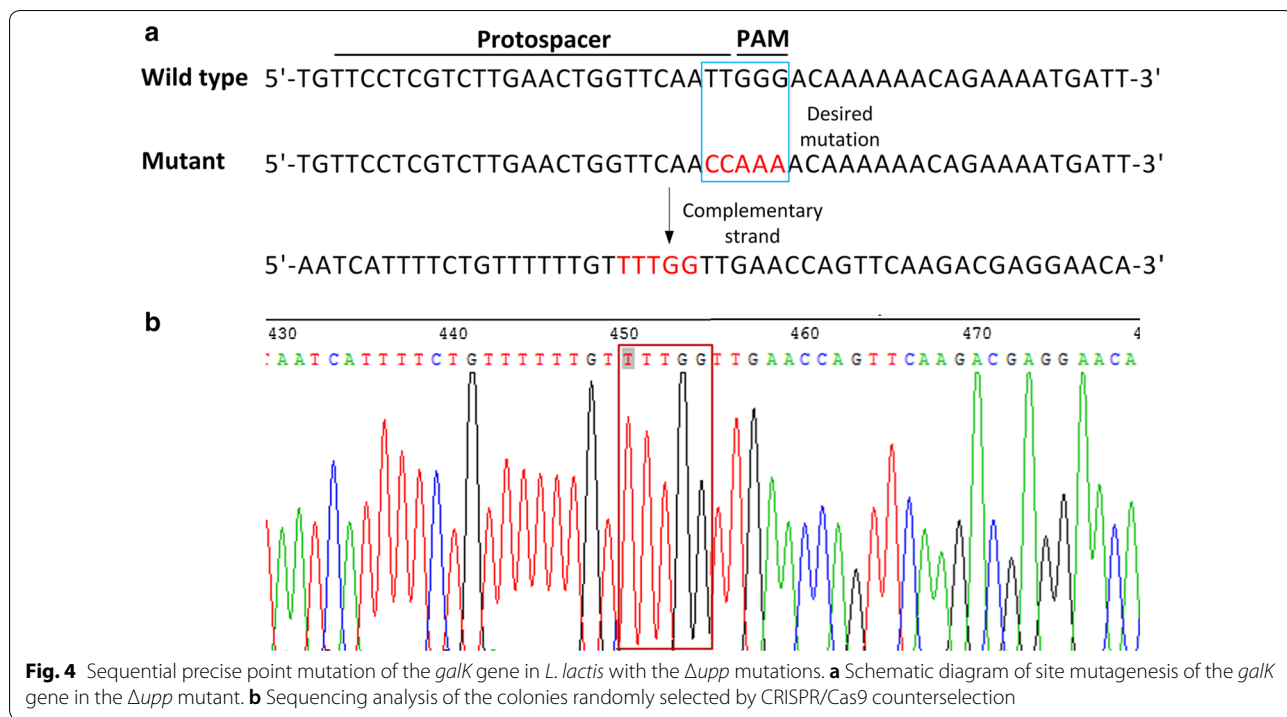 a
Protospacer PAM
Wild type 5'-TGTTCCTCGTCTTGAACTGGTTCAATTGGGACAAAAAACAGAAAATGATT-3'
Desired
mutation
Mutant 5'-TGTTCCTCGTCTTGAACTGGTTCAACCAAAACAAAAAACAGAAAATGATT-3'
Complementary
strand
5'-AATCATTTTCTGTTTTTTGTTTTGGTTGAACCAGTTCAAGACGAGGAACA-3'
b
430 440 450 460 470 4
TAATCATTTTCTGTTTTTTGTTTTGGTTGAACCAGTTCAAGACGAGGAACA
Fig. 4 Sequential precise point mutation of the galK gene in L. lactis with the Δupp mutations. a Schematic diagram of site mutagenesis of the galK
gene in the Δupp mutant. b Sequencing analysis of the colonies randomly selected by CRISPR/Cas9 counterselection